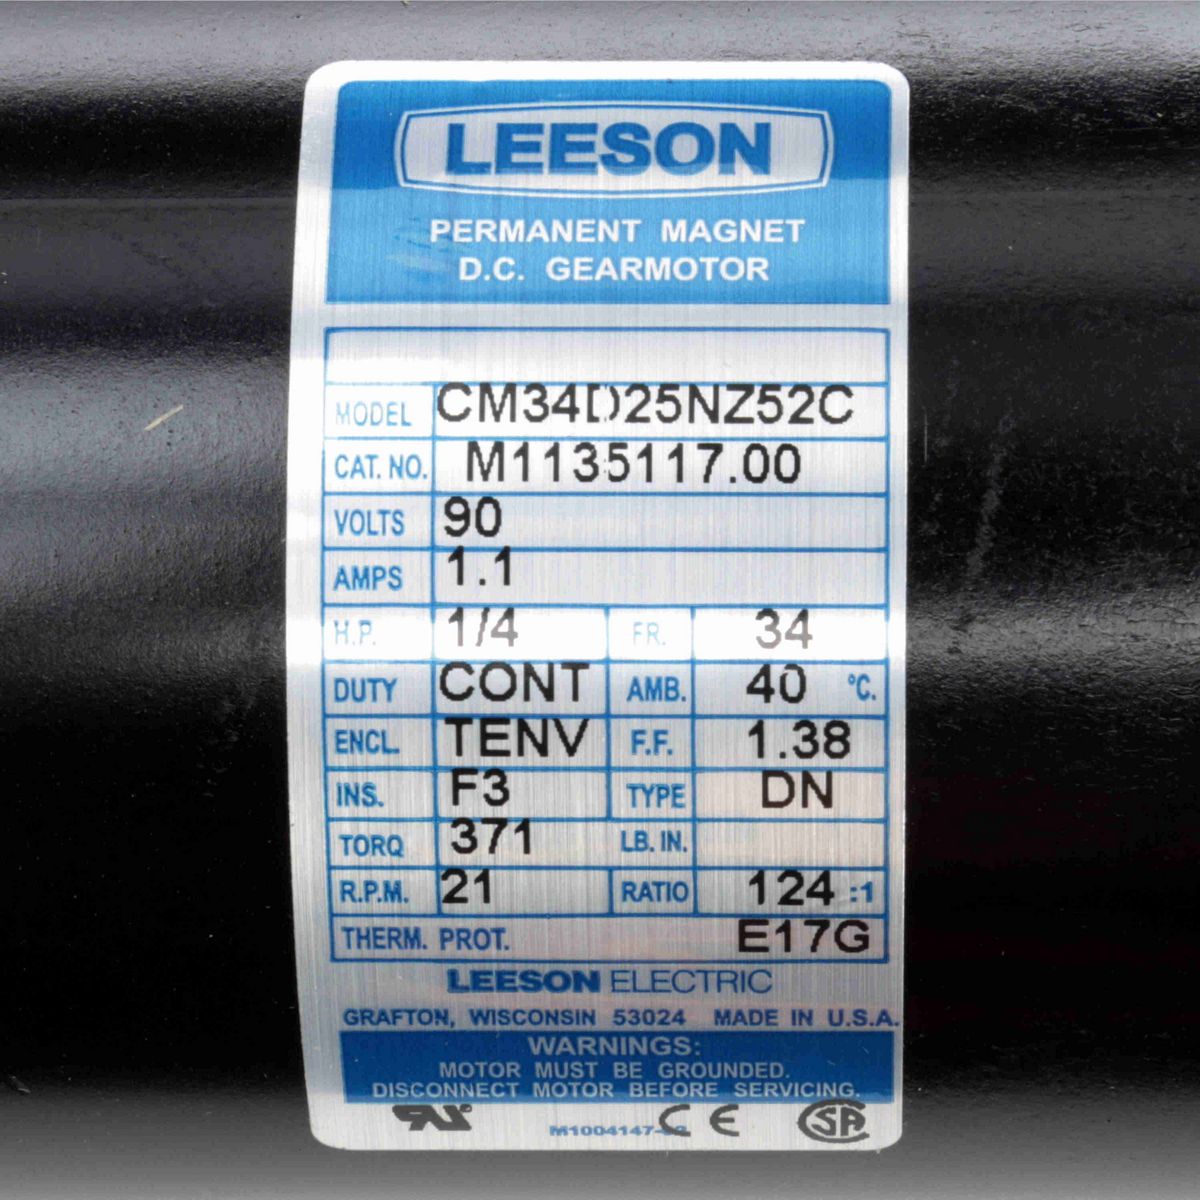 LEESON
PERMANENT MAGNET
D.C. GEARMOTOR
MODEL CM34D25NZ52C
CAT. NO. M1135117.00
VOLTS 90
AMPS 1.1
H.P. 1/4 FR. 34
DUTY CONT AMB. 40 °C.
ENCL. TENV F.F. 1.38
INS. F3 TYPE DN
TORQ 371 LB. IN.
R.P.M. 21 RATIO 124 :1
THERM. PROT. E17G
LEESON ELECTRIC
GRAFTON, WISCONSIN 53024 MADE IN U.S.A.
WARNINGS:
MOTOR MUST BE GROUNDED.
DISCONNECT MOTOR BEFORE SERVICING.
M1004147- CE